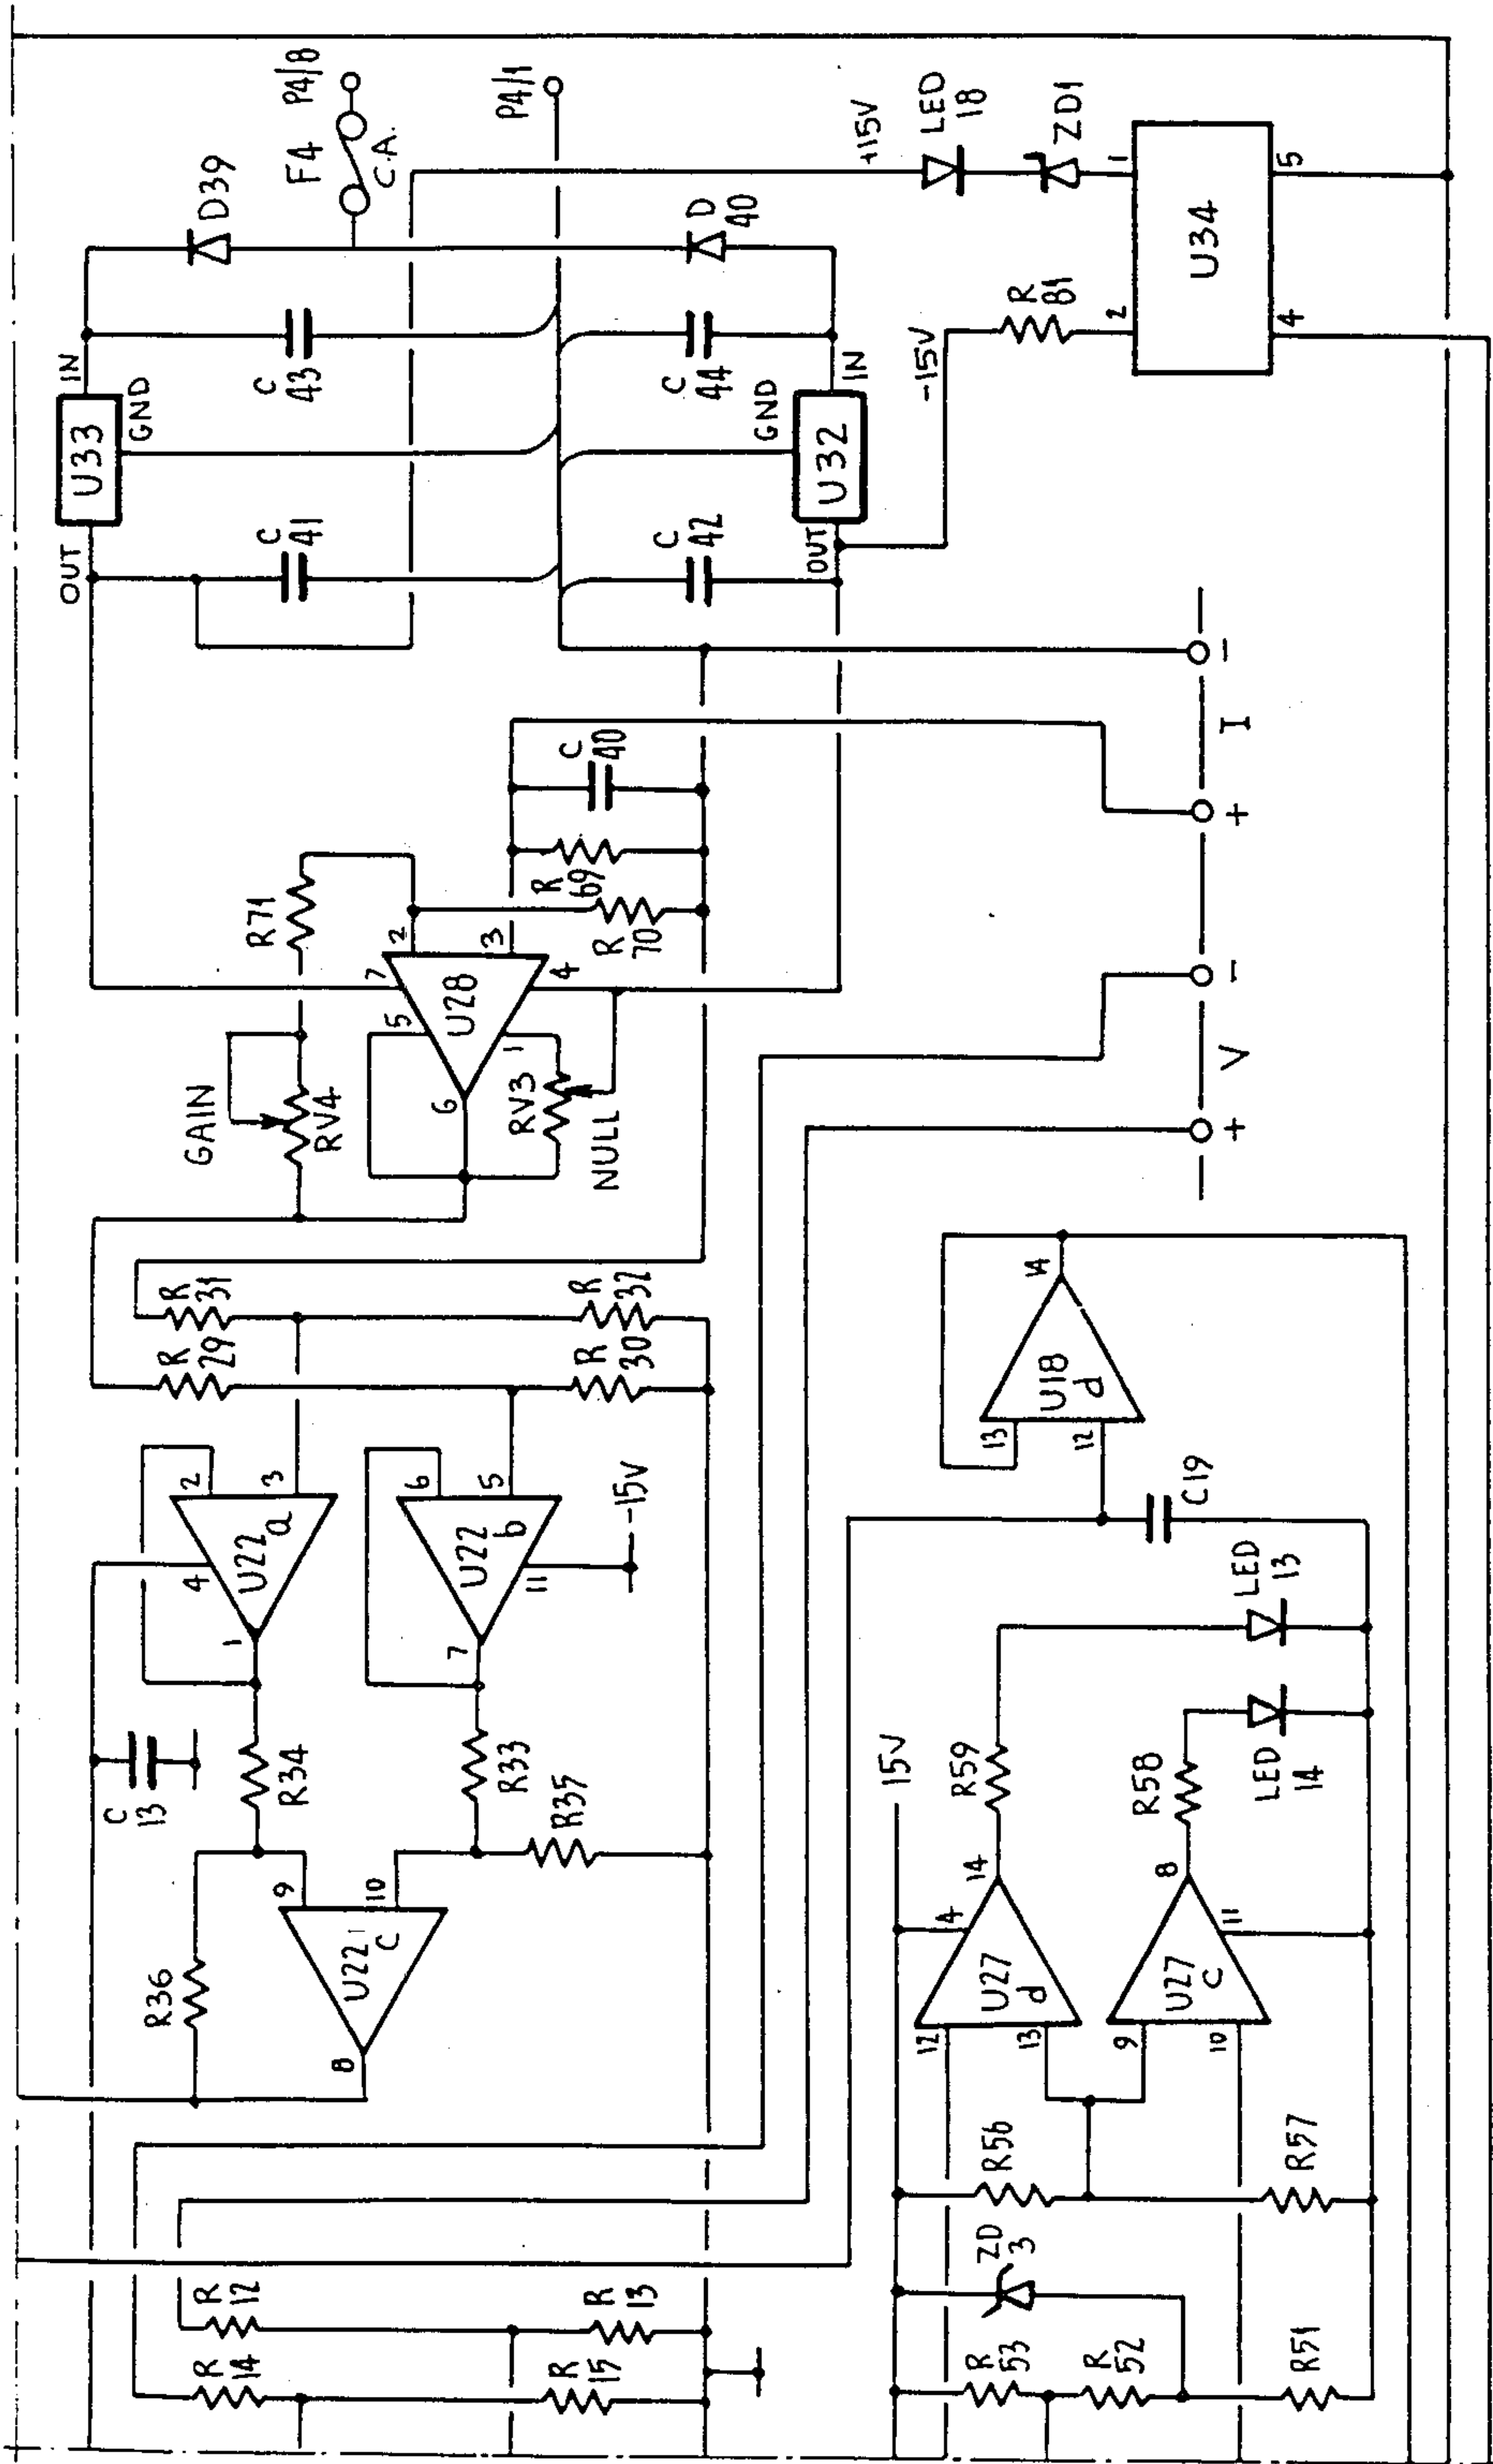 P4/8
F4
C.A.
D39
P4/1
IN
U33
GND
OUT
C
43
C
41
D
40
C
44
GND
IN
U32
OUT
C
42
+15V
LED
18
ZD1
-15V
R
81
1
2
U34
5
4
R71
GAIN
RV4
7
2
3
4
5
6
1
U28
RV3
NULL
R
69
R
70
C
40
-
I
+
-
V
+
R
31
R
29
R
32
R
30
2
3
4
1
U22
a
6
5
7
11
U22
b
-15V
C
13
R34
R33
R35
R36
9
10
8
U22
C
14
13
12
U18
d
C19
LED
13
LED
14
15V
R59
R58
14
4
12
13
U27
d
8
11
9
10
U27
C
R56
R57
ZD
3
R
53
R
52
R51
R
12
R
13
R
14
R
15